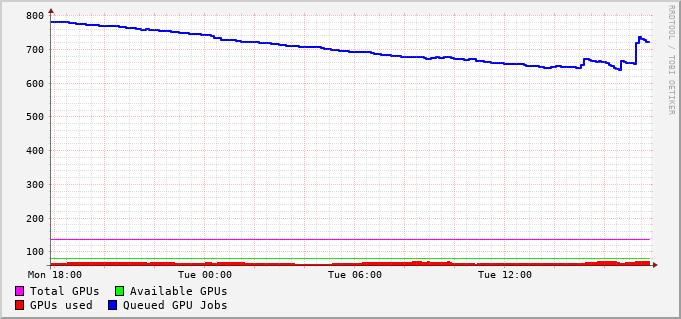 800
700
600
500
400
300
200
100
Mon 18:00 Tue 00:00 Tue 06:00 Tue 12:00
Total GPUs Available GPUs
GPUs used Queued GPU Jobs
RRDTOOL / TOBI OETIKER